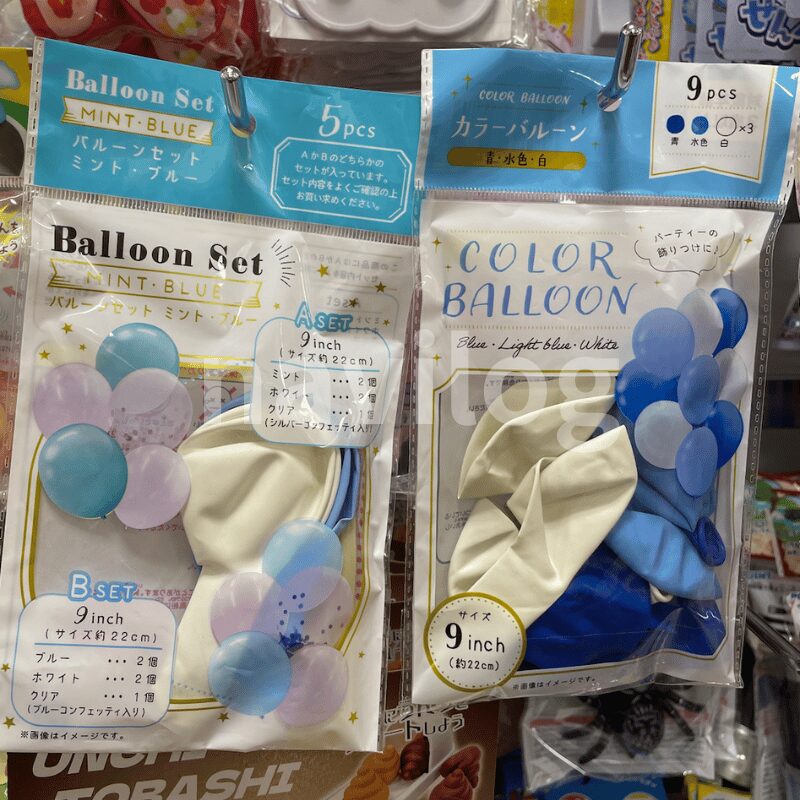 Balloon Set
MINT・BLUE
バルーンセット
ミント・ブルー
5pcs
AかBのどちらかの
セットが入っています。
セット内容をよくご確認の上
お買い求めください。
Balloon Set
MINT・BLUE
バルーンセット ミント・ブルー
A SET
9inch
(サイズ約22cm)
ミント ・・・ 2個
ホワイト ・・・ 2個
クリア ・・・ 1個
(シルバーコンフェッティ入り)
B SET
9inch
(サイズ約22cm)
ブルー ・・・ 2個
ホワイト ・・・ 2個
クリア ・・・ 1個
(ブルーコンフェッティ入り)
※画像はイメージです。
COLOR BALLOON
カラーバルーン
青・水色・白
9pcs
×3
青 水色 白
COLOR
BALLOON
Blue・Light blue・White
パーティーの
飾りつけに♪
サイズ
9inch
(約22cm)
※画像はイメージです。
navilog
UNCHI
TOBASHI